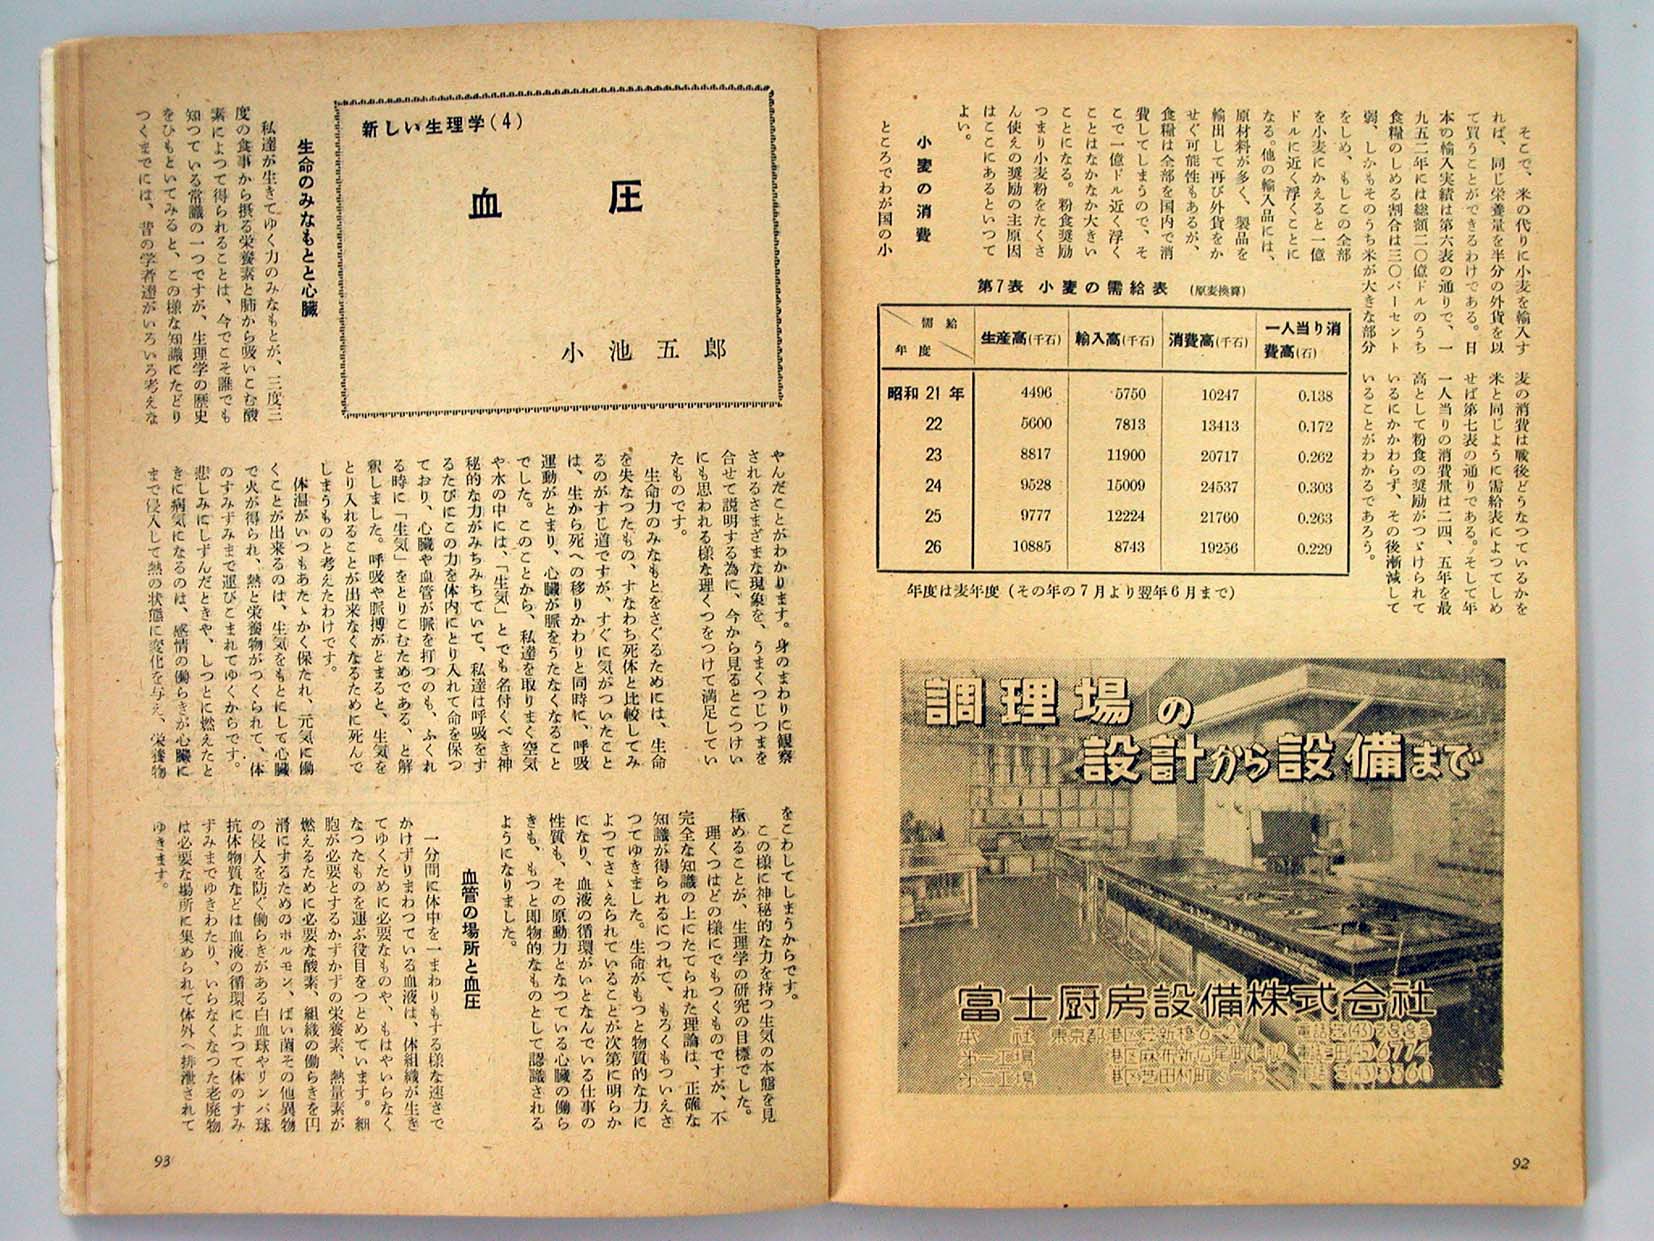 そこで、米の代りに小麦を輸入す
れば、同じ栄養量を半分の外貨を以
て買うことができるわけである。日
本の輸入実績は第六表の通りで、一
九五二年には総額二〇億ドルのうち
食糧のしめる割合は三〇パーセント
弱、しかもそのうち米が大きな部分
をしめ、もしこの全部
を小麦にかえると一億
ドルに近く浮くことに
なる。他の輸入品には、
原材料が多く、製品を
輸出して再び外貨をか
せぐ可能性もあるが、
食糧は全部を国内で消
費してしまうので、そ
こで一億ドル近く浮く
ことはなかなか大きい
ことになる。粉食奨励
つまり小麦粉をたくさ
ん使えの奨励の主原因
はここにあるといつて
よい。
小麦の消費
ところでわが国の小
麦の消費は戦後どうなつているかを
米と同じように需給表によつてしめ
せば第七表の通りである。そして年
一人当りの消費量は二四、五年を最
高として粉食の奨励がつゞけられて
いるにかかわらず、その後漸減して
いることがわかるであろう。
第7表 小麦の需給表 (原麦換算)
需給 年度 生産高(千石) 輸入高(千石) 消費高(千石) 一人当り消費高(石)
昭和21年 4496 5750 10247 0.138
22 5600 7813 13413 0.172
23 8817 11900 20717 0.262
24 9528 15009 24537 0.303
25 9777 12224 21760 0.263
26 10885 8743 19256 0.229
年度は麦年度(その年の7月より翌年6月まで)
調理場の
設計から設備まで
富士厨房設備株式会社
本社 東京都港区芝新橋6-2
92
新しい生理学(4)
血圧
小池五郎
生命のみなもとと心臓
私達が生きてゆく力のみなもとが、三度三
度の食事から摂る栄養素と肺から吸いこむ酸
素によつて得られることは、今でこそ誰でも
知つている常識の一つですが、生理学の歴史
をひもといてみると、この様な知識にたどり
つくまでには、昔の学者達がいろいろ考えな
やんだことがわかります。身のまわりに観察
されるさまざまな現象を、うまくつじつまを
合せて説明する為に、今から見るとこつけい
にも思われる様な理くつをつけて満足してい
たものです。
生命力のみなもとをさぐるためには、生命
を失なつたもの、すなわち死体と比較してみ
るのがすじ道ですが、すぐに気がついたこと
は、生から死への移りかわりと同時に、呼吸
運動がとまり、心臓が脈をうたなくなること
でした。このことから、私達を取りまく空気
や水の中には、「生気」とでも名付くべき神
秘的な力がみちみちていて、私達は呼吸をす
るたびにこの力を体内にとり入れて命を保つ
ており、心臓や血管が脈を打つのも、ふくれ
る時に「生気」をとりこむためである、と解
釈しました。呼吸や脈搏がとまると、生気を
とり入れることが出来なくなるために死んで
しまうものと考えたわけです。
体温がいつもあたゝかく保たれ、元気に働
くことが出来るのは、生気をもとにして心臓
で火が得られ、熱と栄養物がつくられて、体
のすみずみまで運びこまれてゆくからです。
悲しみにしずんだときや、しつとに燃えたと
きに病気になるのは、感情の働らきが心臓に
まで侵入して熱の状態に変化を与え、栄養物
をこわしてしまうからです。
この様に神秘的な力を持つ生気の本態を見
極めることが、生理学の研究の目標でした。
理くつはどの様にでもつくものですが、不
完全な知識の上にたてられた理論は、正確な
知識が得られるにつれて、もろくもついえさ
つてゆきました。生命がもつと物質的な力に
よつてさゝえられていることが次第に明らか
になり、血液の循環がいとなんでいる仕事の
性質も、その原動力となつている心臓の働ら
きも、もつと即物的なものとして認識される
ようになりました。
血管の場所と血圧
一分間に体中を一まわりもする様な速さで
かけずりまわつている血液は、体組織が生き
てゆくために必要なものや、もはやいらなく
なつたものを運ぶ役目をつとめています。細
胞が必要とするかずかずの栄養素、熱量素が
燃えるために必要な酸素、組織の働らきを円
滑にするためのホルモン、ばい菌その他異物
の侵入を防ぐ働らきがある白血球やリンパ球
抗体物質などは血液の循環によつて体のすみ
ずみまでゆきわたり、いらなくなつた老廃物
は必要な場所に集められて体外へ排泄されて
ゆきます。
93